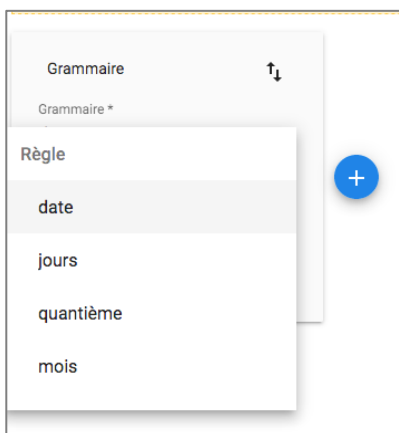 Grammaire
Grammaire *
Règle
date
jours
quantième
mois